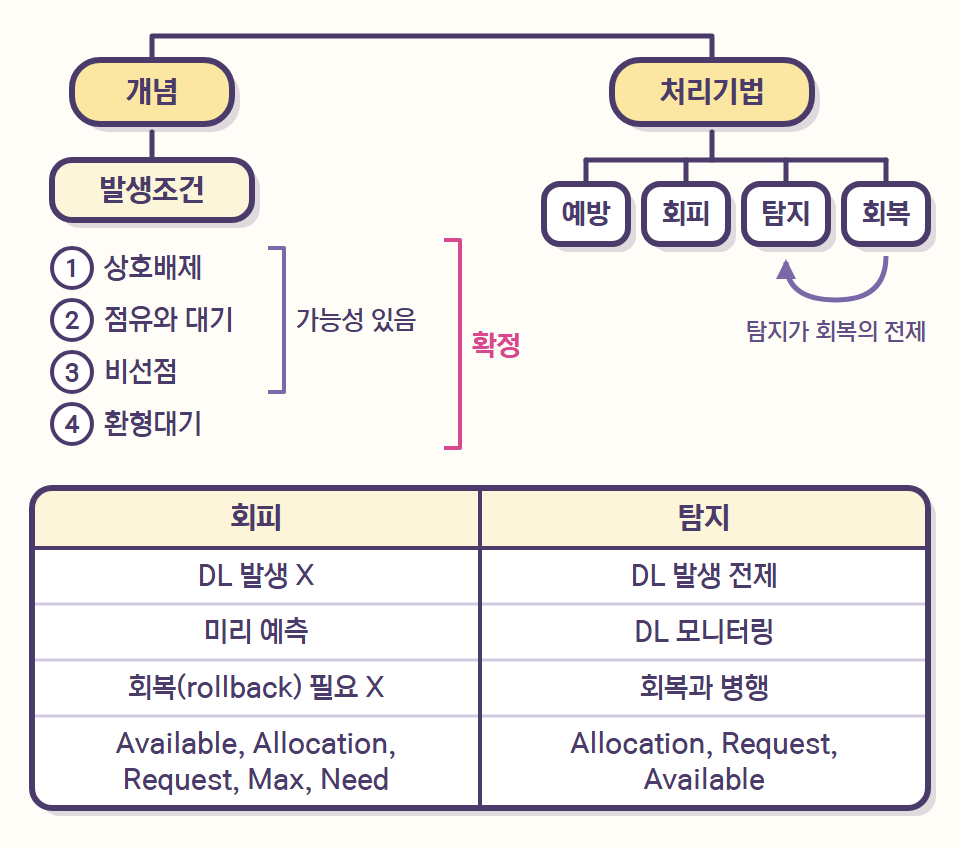 개념
처리기법
발생조건
예방
회피
탐지
회복
1 상호배제
2 점유와 대기
3 비선점
4 환형대기
가능성 있음
확정
탐지가 회복의 전제
회피
탐지
DL 발생 X
DL 발생 전제
미리 예측
DL 모니터링
회복(rollback) 필요 X
회복과 병행
Available, Allocation,
Request, Max, Need
Allocation, Request,
Available